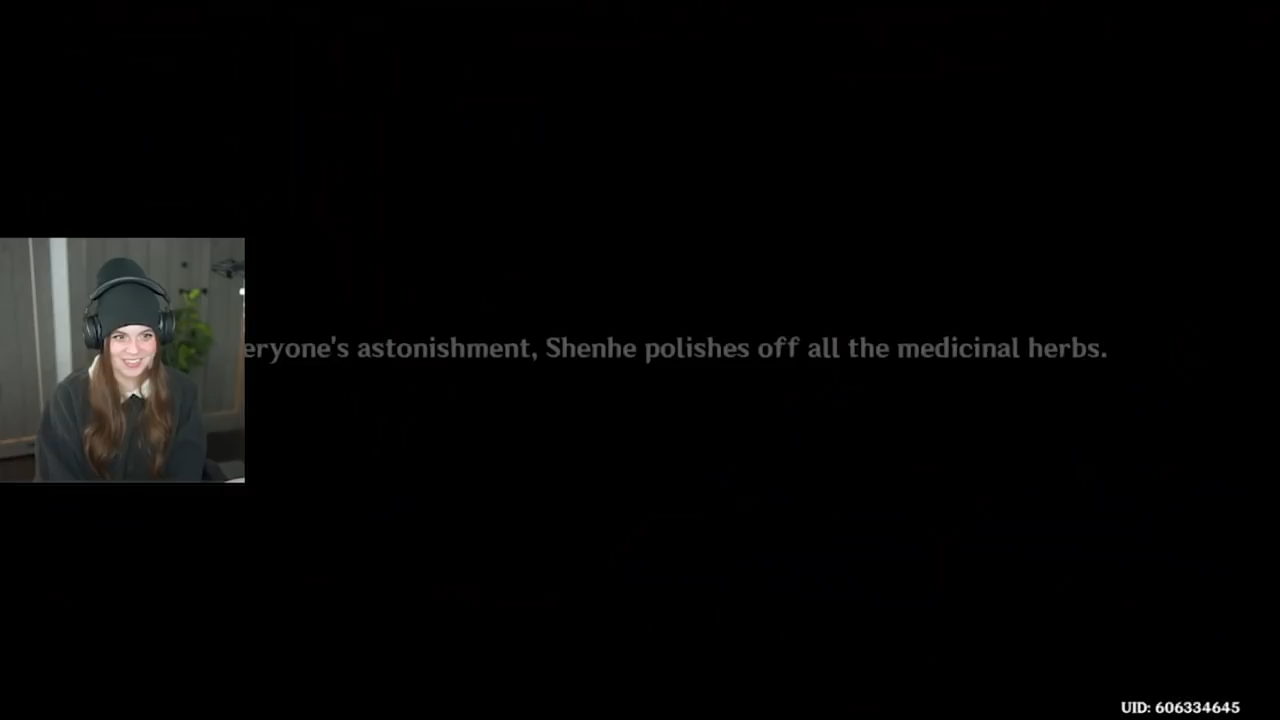 eryone's astonishment, Shenhe polishes off all the medicinal herbs.
UID: 606334645